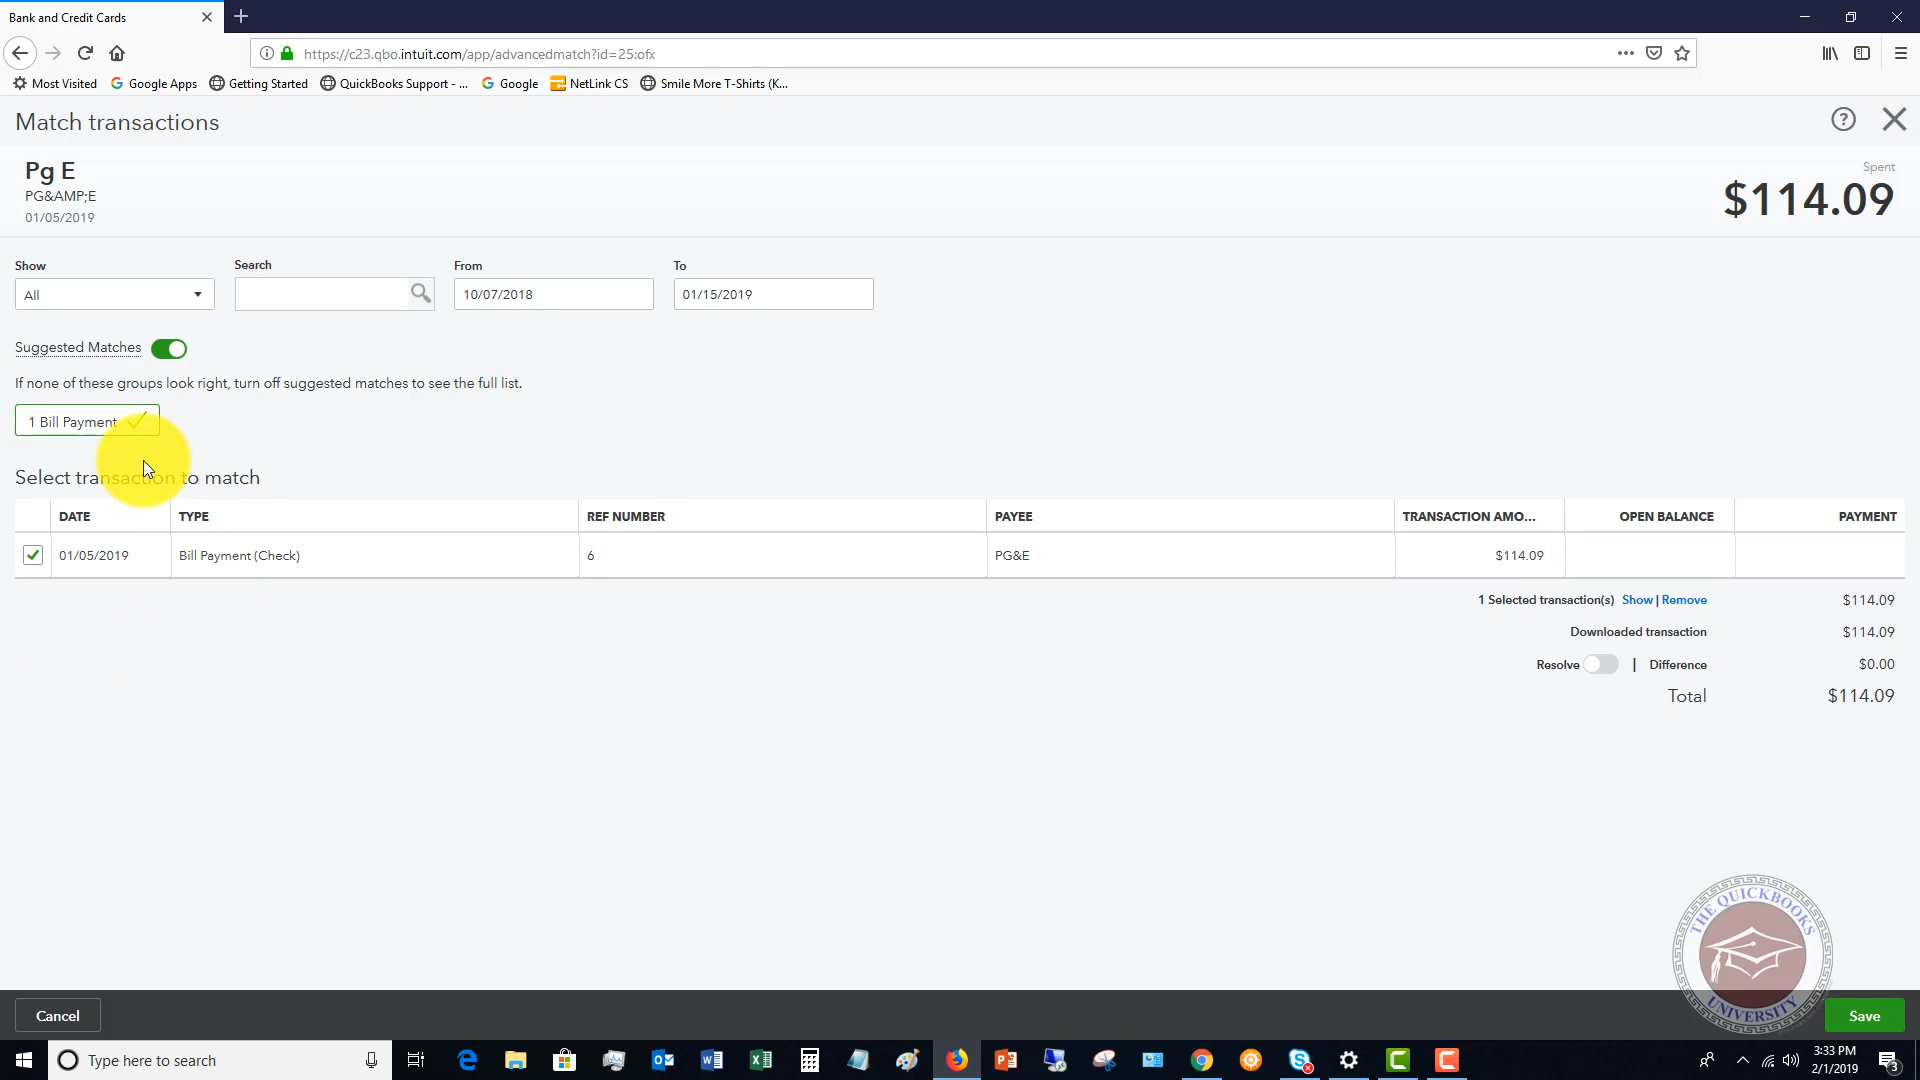 Bank and Credit Cards
https://c23.qbo.intuit.com/app/advancedmatch?id=25:ofx
Most Visited Google Apps Getting Started QuickBooks Support - ... Google NetLink CS Smile More T-Shirts (K...
Match transactions
Pg E
PG&AMP;E
01/05/2019
Spent
$114.09
Show Search From To
All 10/07/2018 01/15/2019
Suggested Matches
If none of these groups look right, turn off suggested matches to see the full list.
1 Bill Payment
Select transaction to match
DATE TYPE REF NUMBER PAYEE TRANSACTION AMO... OPEN BALANCE PAYMENT
01/05/2019 Bill Payment (Check) 6 PG&E $114.09
1 Selected transaction(s) Show | Remove $114.09
Downloaded transaction $114.09
Resolve | Difference $0.00
Total $114.09
THE QUICKBOOKS
UNIVERSITY
Cancel Save
Type here to search
3:33 PM
2/1/2019
3